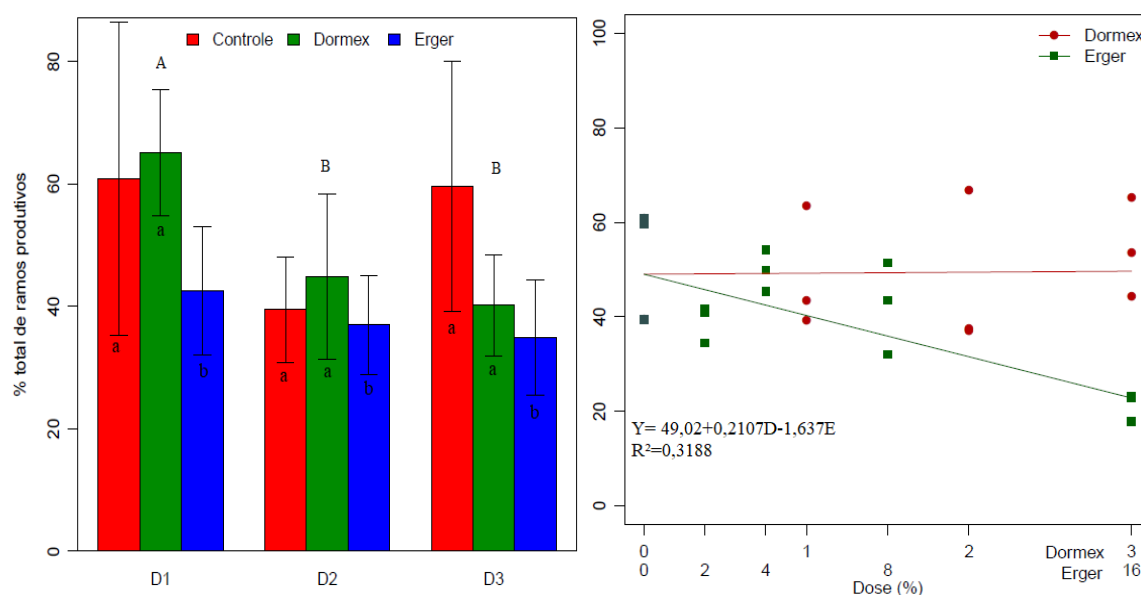 Controle Dormex Erger
% total de ramos produtivos
80
60
40
20
0
A
B
B
a
a
b
a
a
b
a
a
b
D1 D2 D3
Dormex
Erger
100
80
60
40
20
0
Y= 49,02+0,2107D-1,637E
R²=0,3188
0 1 2 Dormex 3
0 2 4 8 Erger 16
Dose (%)